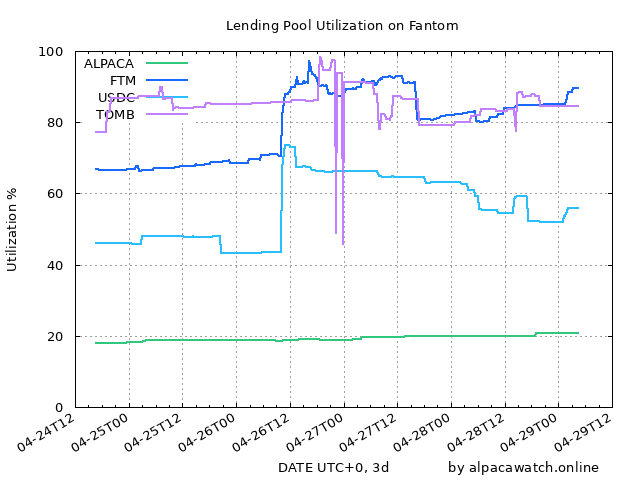 Lending Pool Utilization on Fantom
100
80
60
40
20
0
Utilization %
ALPACA
FTM
USDC
TOMB
04-24T12
04-25T00
04-25T12
04-26T00
04-26T12
04-27T00
04-27T12
04-28T00
04-28T12
04-29T00
04-29T12
DATE UTC+0, 3d
by alpacawatch.online